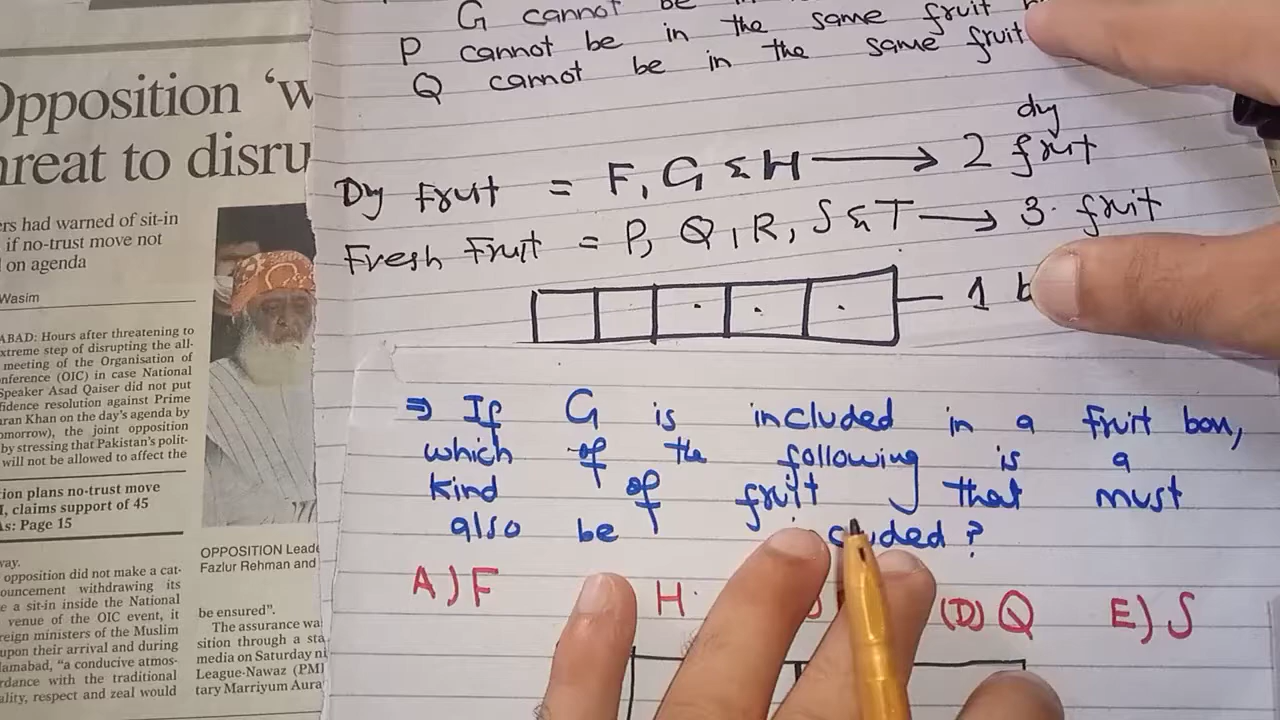 Opposition ‘w
hreat to disru
ers had warned of sit-in
if no-trust move not
on agenda
Wasim
ABAD: Hours after threatening to
xtreme step of disrupting the all-
meeting of the Organisation of
nference (OIC) in case National
Speaker Asad Qaiser did not put
fidence resolution against Prime
ran Khan on the day's agenda by
omorrow), the joint opposition
by stressing that Pakistan's polit-
will not be allowed to affect the
ion plans no-trust move
I, claims support of 45
As: Page 15
way.
opposition did not make a cat-
ouncement withdrawing its
e a sit-in inside the National
venue of the OIC event, it
reign ministers of the Muslim
upon their arrival and during
lamabad, “a conducive atmos-
rdance with the traditional
ality, respect and zeal would
OPPOSITION Lead
Fazlur Rehman and
be ensured”.
The assurance wa
sition through a sta
media on Saturday ni
League-Nawaz (PMI
tary Marriyum Aura
G cannot be in
P cannot be in the same fruit
Q cannot be in the same fruit
Dry Fruit = F, G & H → 2 dry fruit
Fresh Fruit = P, Q, R, S & T → 3 fruit
1 b
⇒ If G is included in a fruit box,
which of the following is a
kind of fruit that must
also be cluded?
A) F H (D) Q E) S